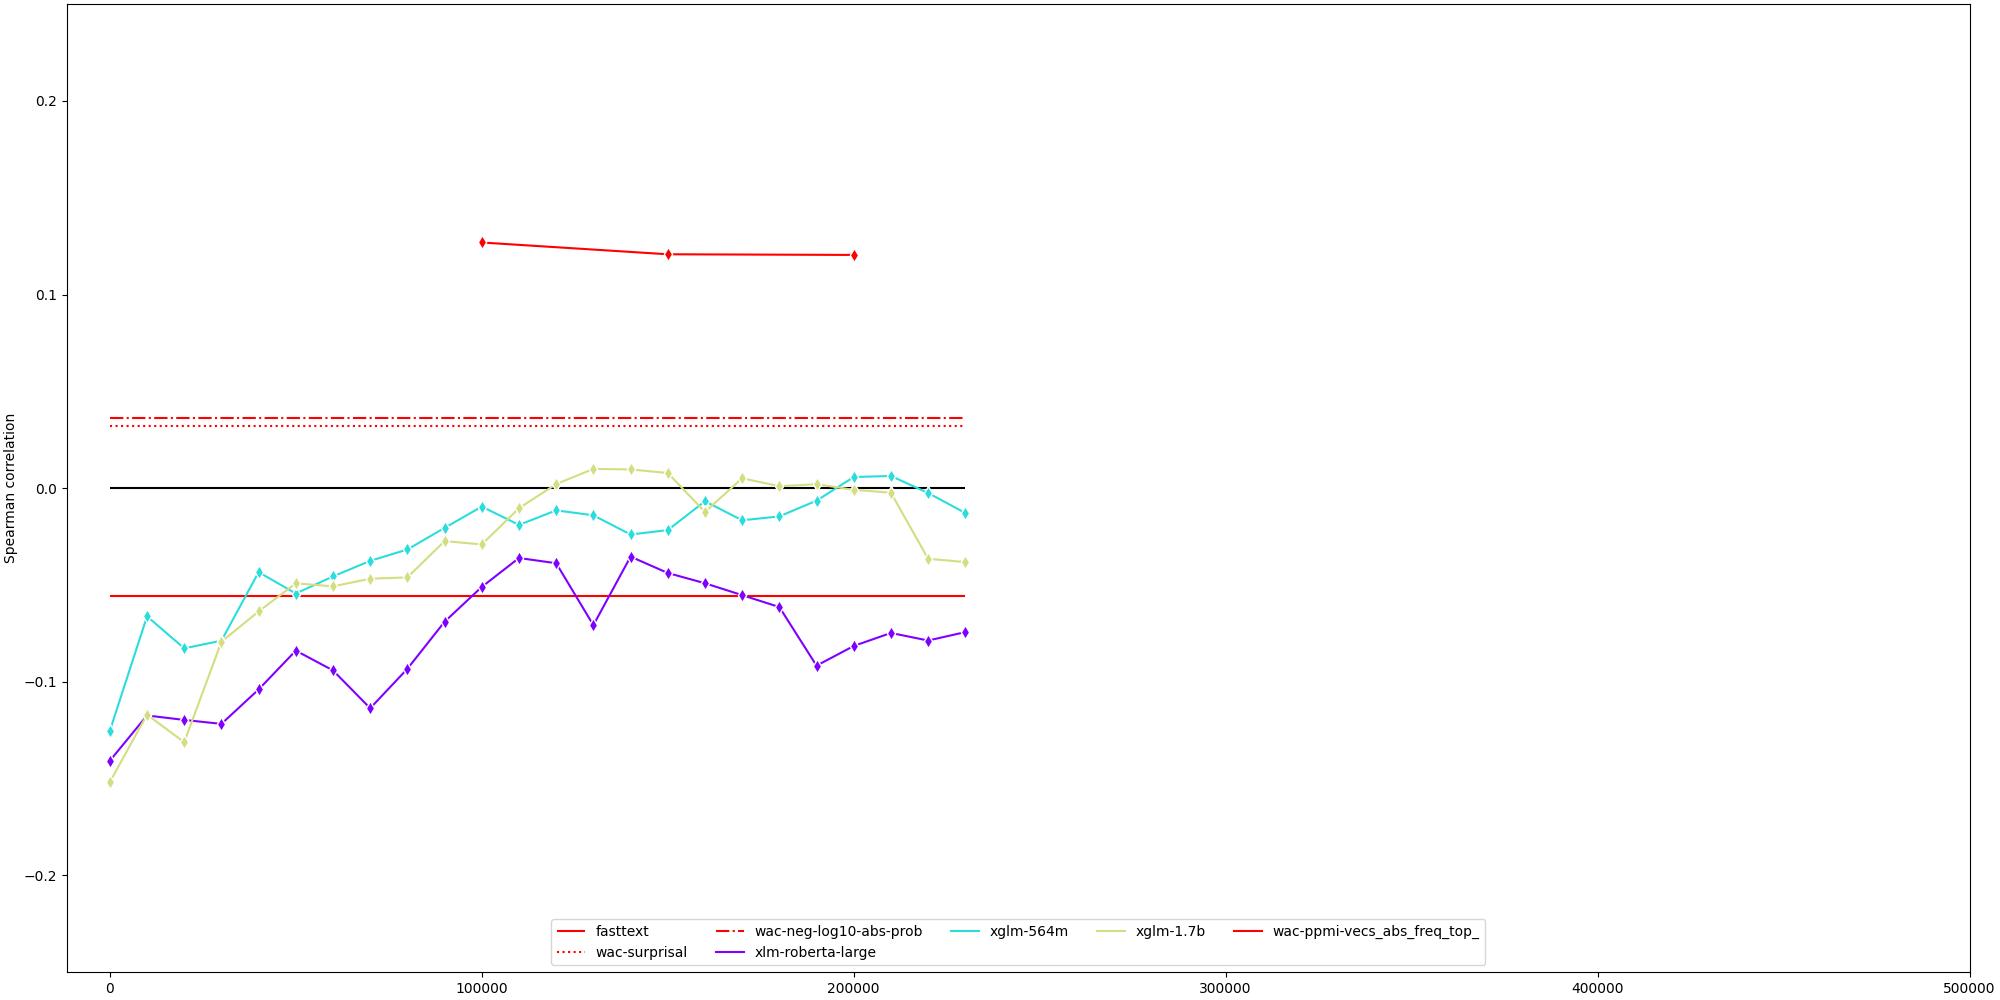 0.2
0.1
0.0
−0.1
−0.2
Spearman correlation
fasttext
wac-surprisal
wac-neg-log10-abs-prob
xlm-roberta-large
xglm-564m
xglm-1.7b
wac-ppmi-vecs_abs_freq_top_
0 100000 200000 300000 400000 500000